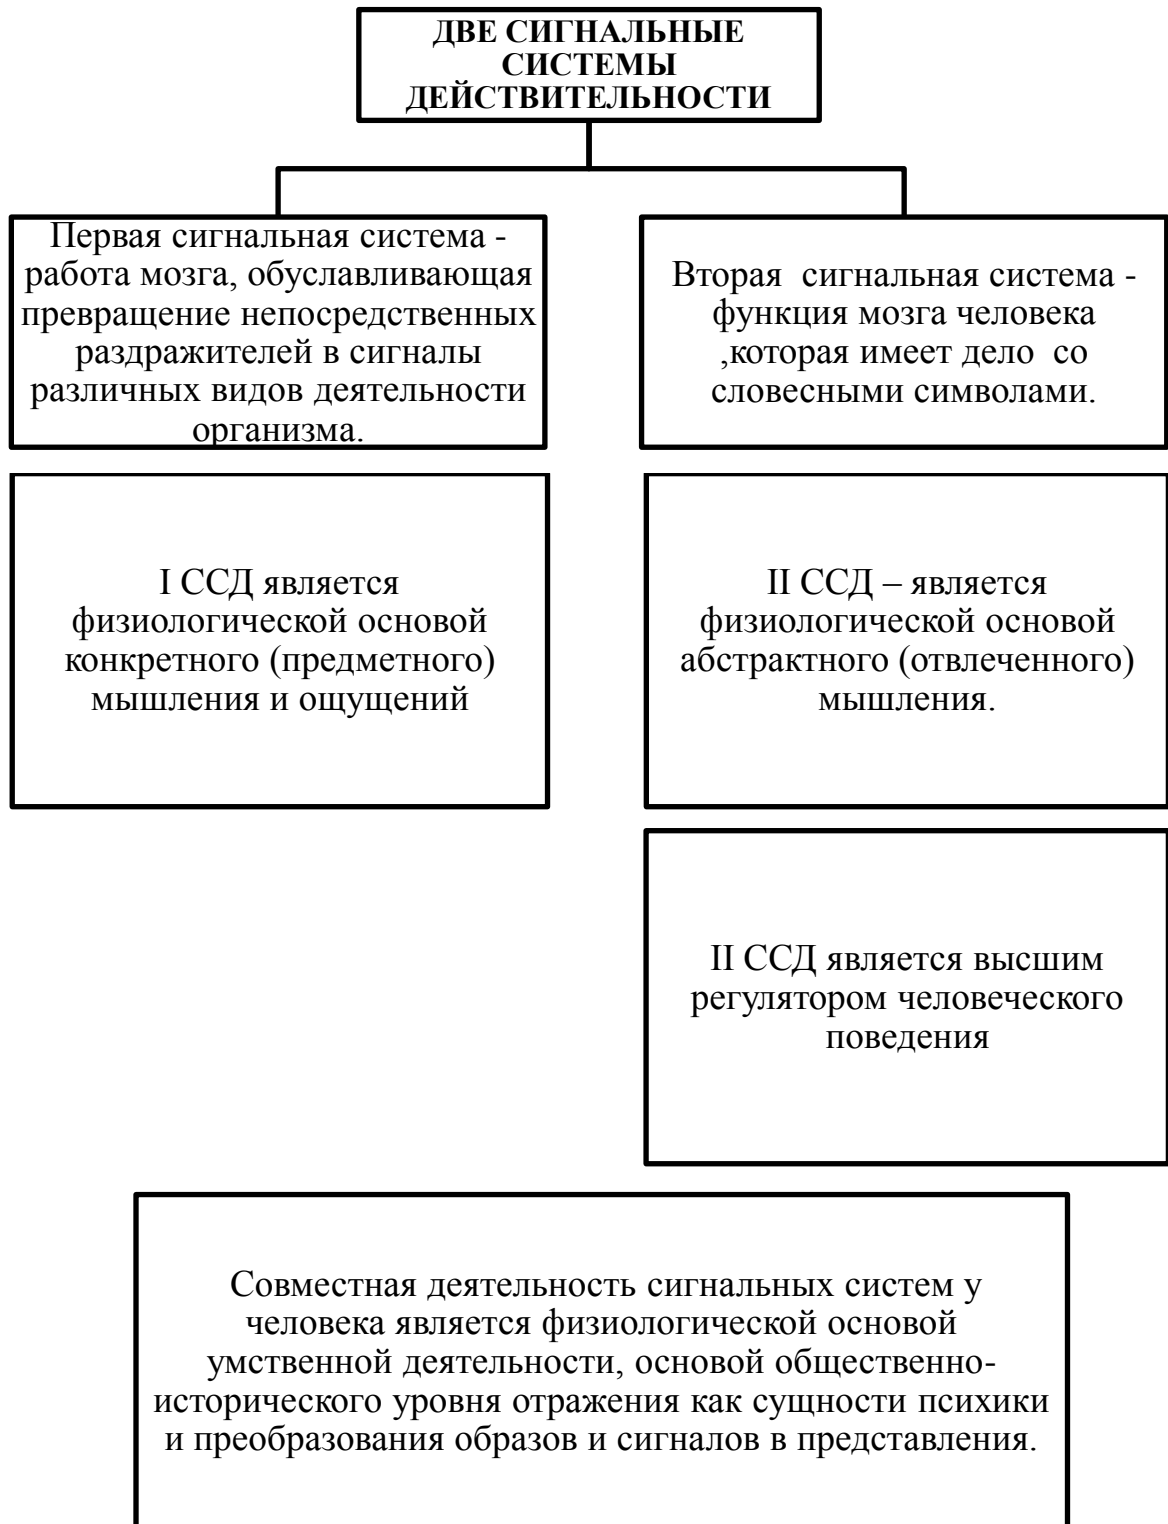 ДВЕ СИГНАЛЬНЫЕ
СИСТЕМЫ
ДЕЙСТВИТЕЛЬНОСТИ
Первая сигнальная система -
работа мозга, обуславливающая
превращение непосредственных
раздражителей в сигналы
различных видов деятельности
организма.
Вторая сигнальная система -
функция мозга человека
,которая имеет дело со
словесными символами.
I ССД является
физиологической основой
конкретного (предметного)
мышления и ощущений
II ССД – является
физиологической основой
абстрактного (отвлеченного)
мышления.
II ССД является высшим
регулятором человеческого
поведения
Совместная деятельность сигнальных систем у
человека является физиологической основой
умственной деятельности, основой общественно-
исторического уровня отражения как сущности психики
и преобразования образов и сигналов в представления.